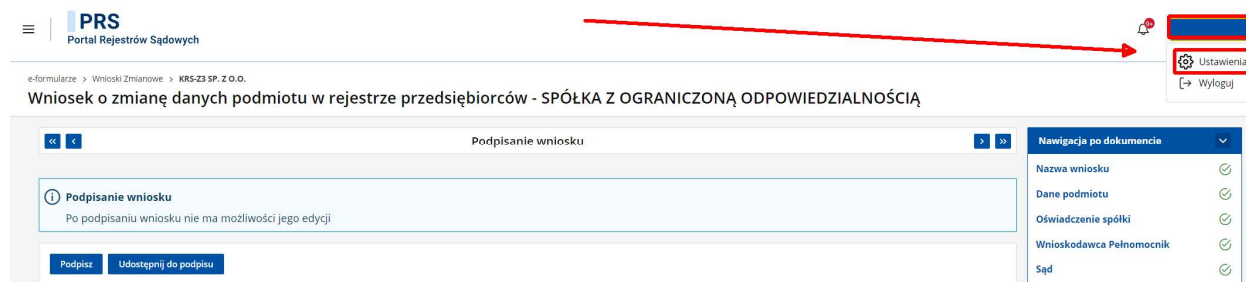 PRS
Portal Rejestrów Sądowych
9+
Ustawienia
Wyloguj
e-formularze > Wnioski Zmianowe > KRS-Z3 SP. Z O.O.
Wniosek o zmianę danych podmiotu w rejestrze przedsiębiorców - SPÓŁKA Z OGRANICZONĄ ODPOWIEDZIALNOŚCIĄ
Podpisanie wniosku
Podpisanie wniosku
Po podpisaniu wniosku nie ma możliwości jego edycji
Podpisz Udostępnij do podpisu
Nawigacja po dokumencie
Nazwa wniosku
Dane podmiotu
Oświadczenie spółki
Wnioskodawca Pełnomocnik
Sąd